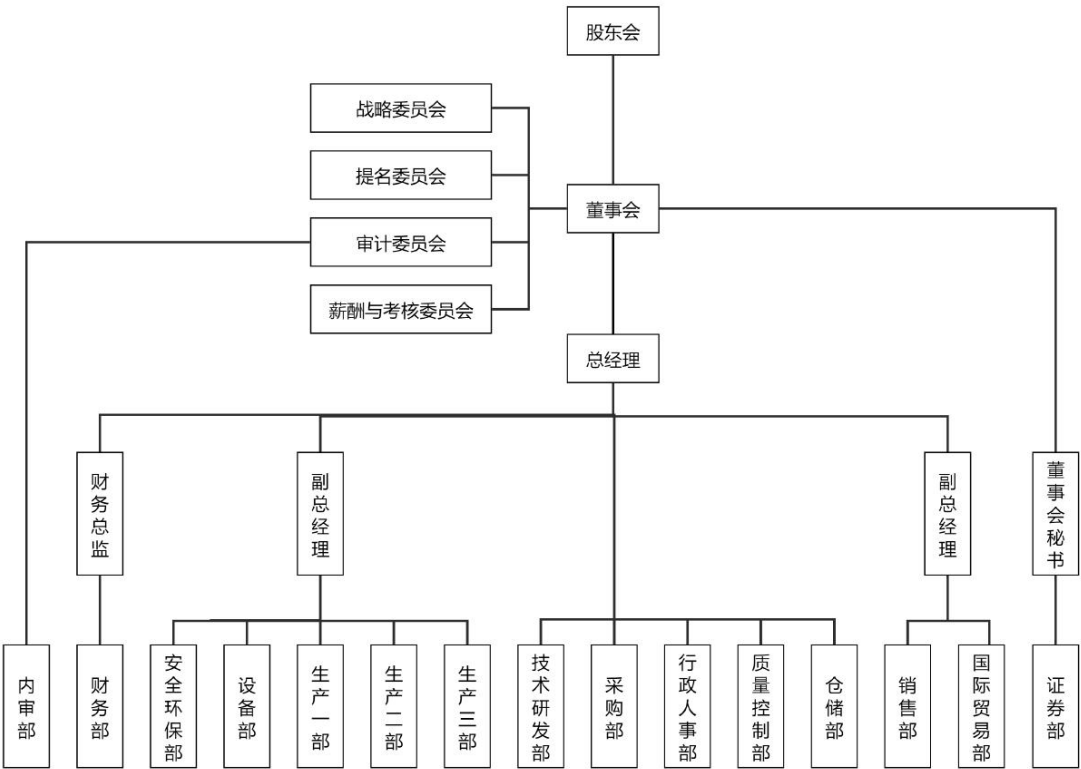 股东会
战略委员会
提名委员会
董事会
审计委员会
薪酬与考核委员会
总经理
财务总监
副总经理
副总经理
董事会秘书
内审部
财务部
安全环保部
设备部
生产一部
生产二部
生产三部
技术研发部
采购部
行政人事部
质量控制部
仓储部
销售部
国际贸易部
证券部